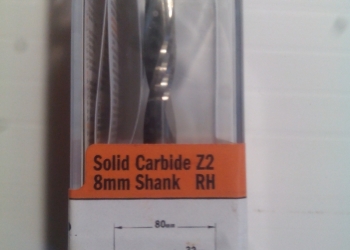 Solid Carbide Z2
8mm Shank RH
80mm